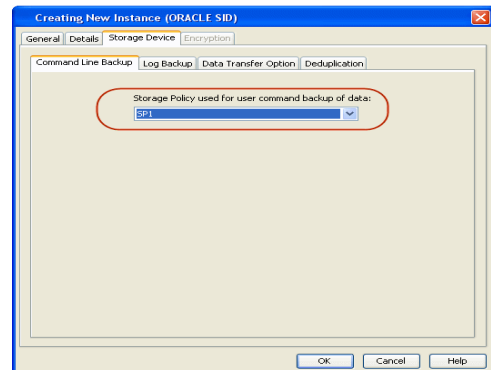 Creating New Instance (ORACLE SID)
General Details Storage Device Encryption
Command Line Backup Log Backup Data Transfer Option Deduplication
Storage Policy used for user command backup of data:
SP1
OK Cancel Help